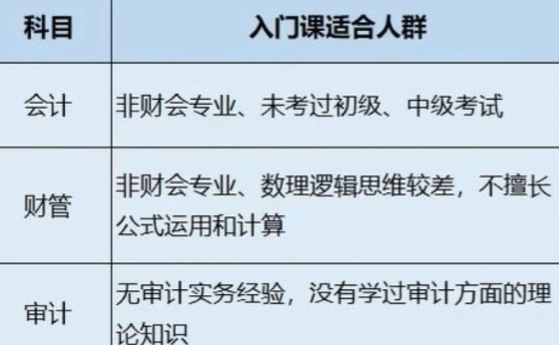 科目 入门课适合人群
会计 非财会专业、未考过初级、中级考试
财管 非财会专业、数理逻辑思维较差，不擅长
公式运用和计算
审计 无审计实务经验，没有学过审计方面的理
论知识